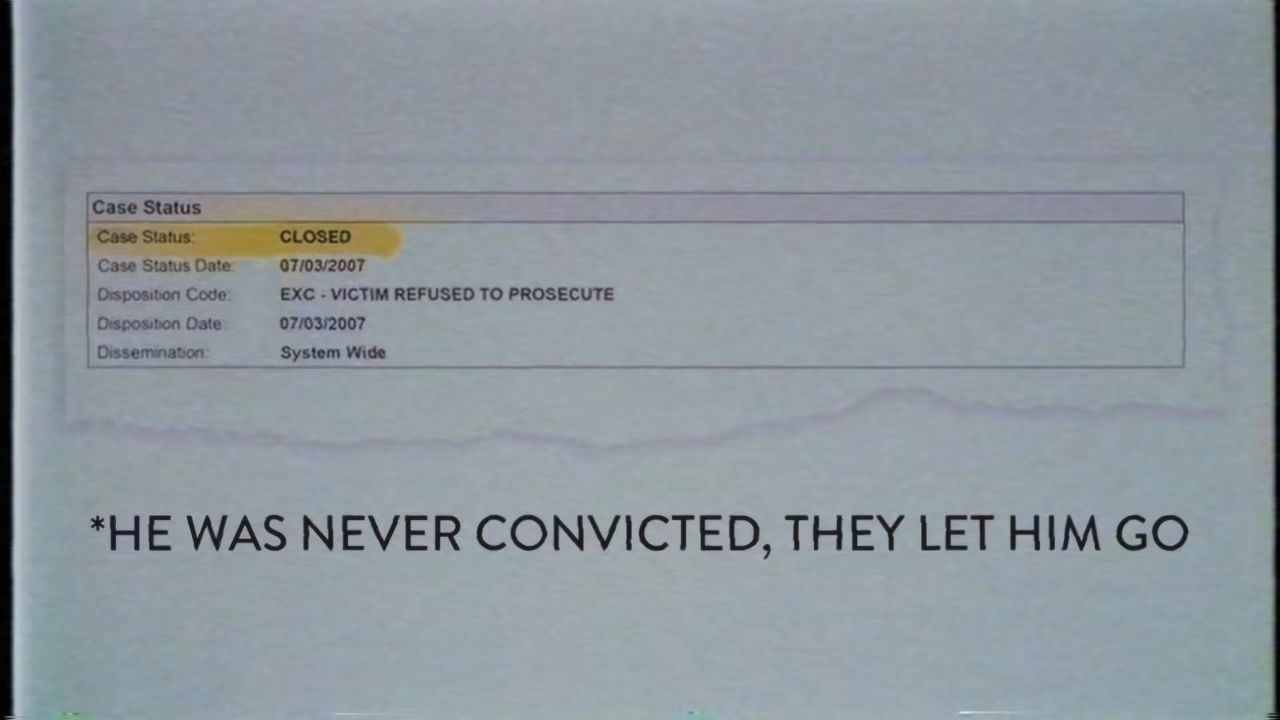 Case Status
Case Status: CLOSED
Case Status Date: 07/03/2007
Disposition Code: EXC - VICTIM REFUSED TO PROSECUTE
Disposition Date: 07/03/2007
Dissemination: System Wide
*HE WAS NEVER CONVICTED, THEY LET HIM GO